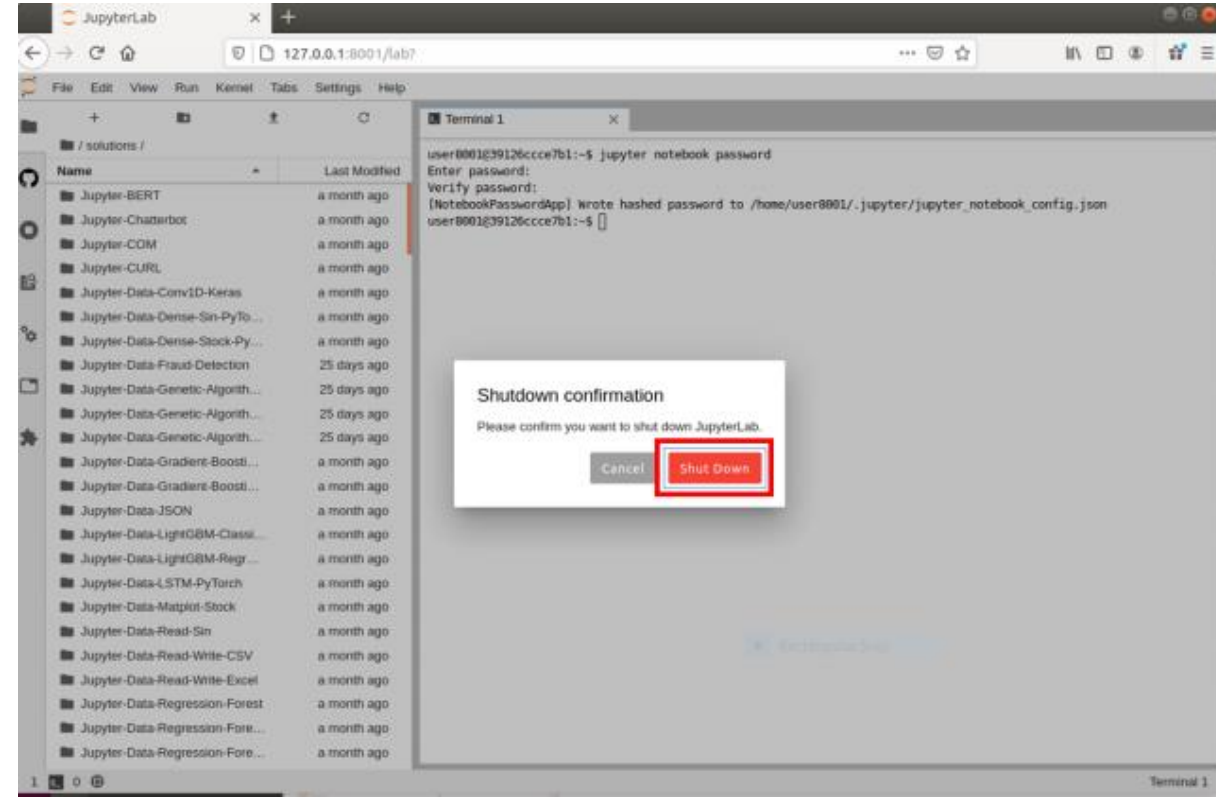 JupyterLab
127.0.0.1:8001/lab?
File Edit View Run Kernel Tabs Settings Help
/ solutions /
Name Last Modified
Jupyter-BERT a month ago
Jupyter-Chatterbot a month ago
Jupyter-COM a month ago
Jupyter-CURL a month ago
Jupyter-Data-Conv1D-Keras a month ago
Jupyter-Data-Dense-Sin-PyTo... a month ago
Jupyter-Data-Dense-Stock-Py... a month ago
Jupyter-Data-Fraud-Detection 25 days ago
Jupyter-Data-Genetic-Algorith... 25 days ago
Jupyter-Data-Genetic-Algorith... 25 days ago
Jupyter-Data-Genetic-Algorith... 25 days ago
Jupyter-Data-Gradient-Boosti... a month ago
Jupyter-Data-Gradient-Boosti... a month ago
Jupyter-Data-JSON a month ago
Jupyter-Data-LightGBM-Classi... a month ago
Jupyter-Data-LightGBM-Regr... a month ago
Jupyter-Data-LSTM-PyTorch a month ago
Jupyter-Data-Matplot-Stock a month ago
Jupyter-Data-Read-Sin a month ago
Jupyter-Data-Read-Write-CSV a month ago
Jupyter-Data-Read-Write-Excel a month ago
Jupyter-Data-Regression-Forest a month ago
Jupyter-Data-Regression-Fore... a month ago
Jupyter-Data-Regression-Fore... a month ago
Terminal 1
user8001@39126ccce7b1:~$ jupyter notebook password
Enter password:
Verify password:
[NotebookPasswordApp] Wrote hashed password to /home/user8001/.jupyter/jupyter_notebook_config.json
user8001@39126ccce7b1:~$
Shutdown confirmation
Please confirm you want to shut down JupyterLab.
Cancel Shut Down
1 0 Terminal 1